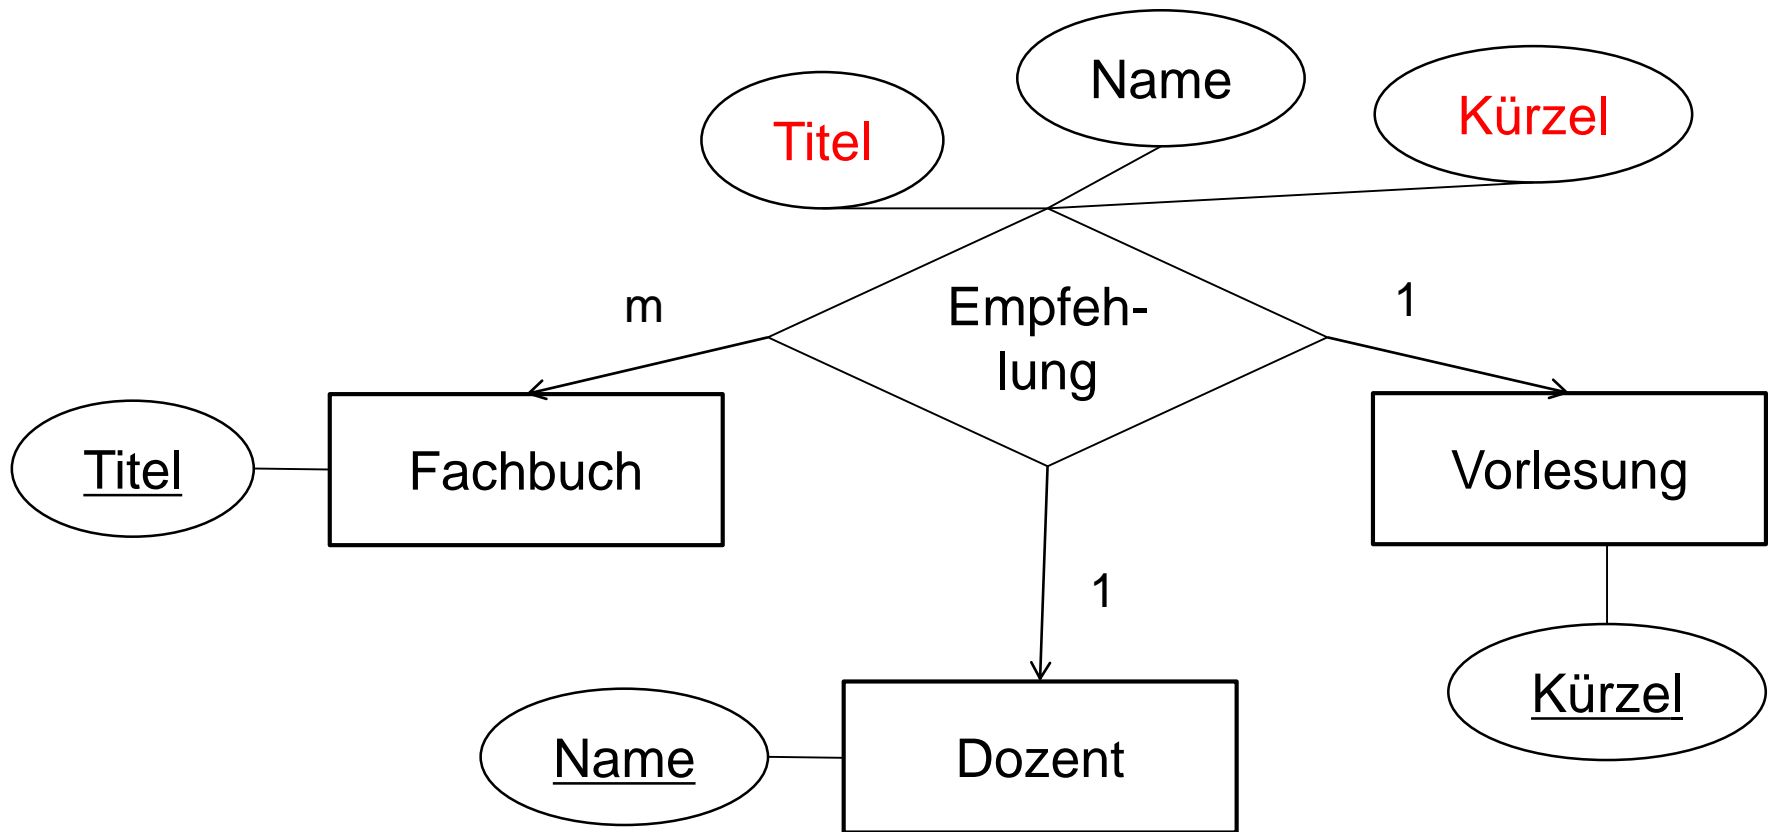 Name
Kürzel
Titel
m
Empfeh-
lung
1
Titel
Fachbuch
Vorlesung
1
Kürzel
Name
Dozent